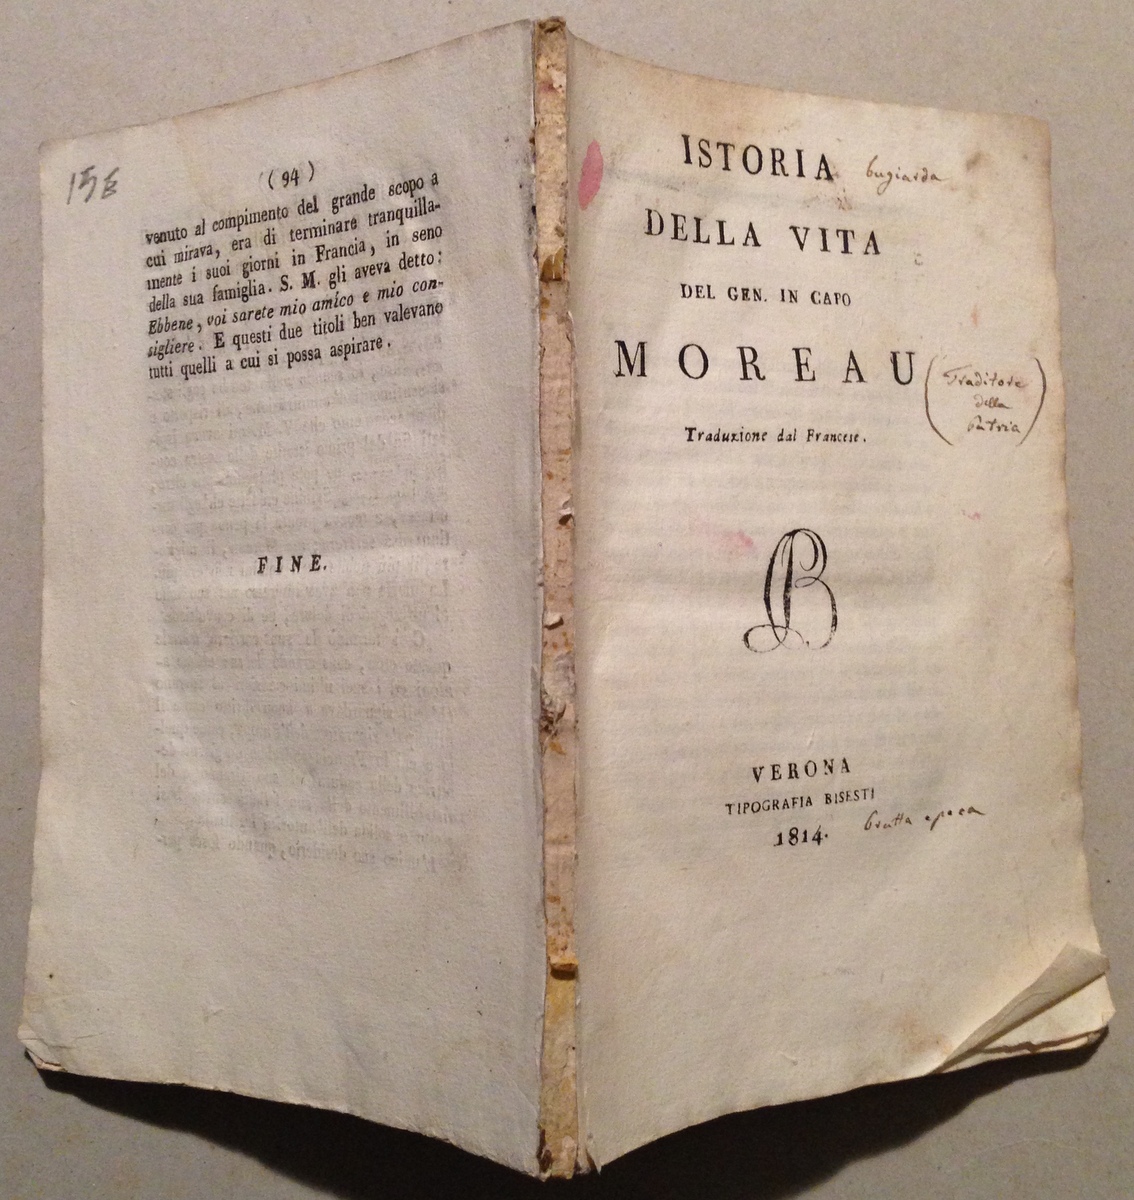 158
( 94 )
venuto al compimento del grande scopo a
cui mirava, era di terminare tranquilla-
mente i suoi giorni in Francia, in seno
della sua famiglia. S. M. gli aveva detto:
Ebbene, voi sarete mio amico e mio con-
sigliere. E questi due titoli ben valevano
tutti quelli a cui si possa aspirare.
FINE.
ISTORIA bugiarda
DELLA VITA
DEL GEN. IN CAPO
MOREAU
(Traditore
della
Patria)
Traduzione dal Francese.
VERONA
TIPOGRAFIA BISESTI
1814. brutta epoca